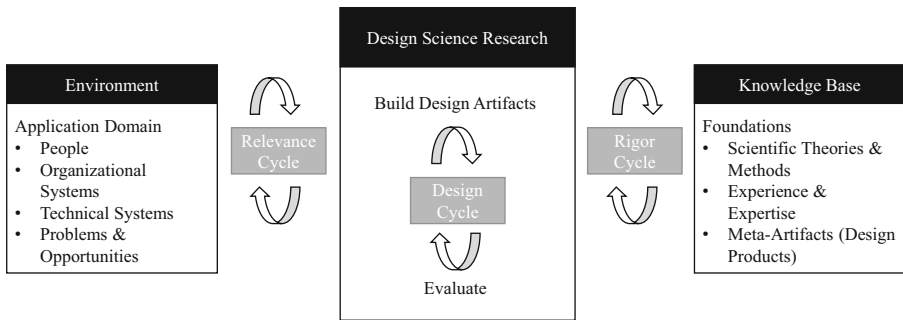 Environment
Application Domain
• People
• Organizational
Systems
• Technical Systems
• Problems &
Opportunities
Relevance
Cycle
Design Science Research
Build Design Artifacts
Design
Cycle
Evaluate
Rigor
Cycle
Knowledge Base
Foundations
• Scientific Theories &
Methods
• Experience &
Expertise
• Meta-Artifacts (Design
Products)